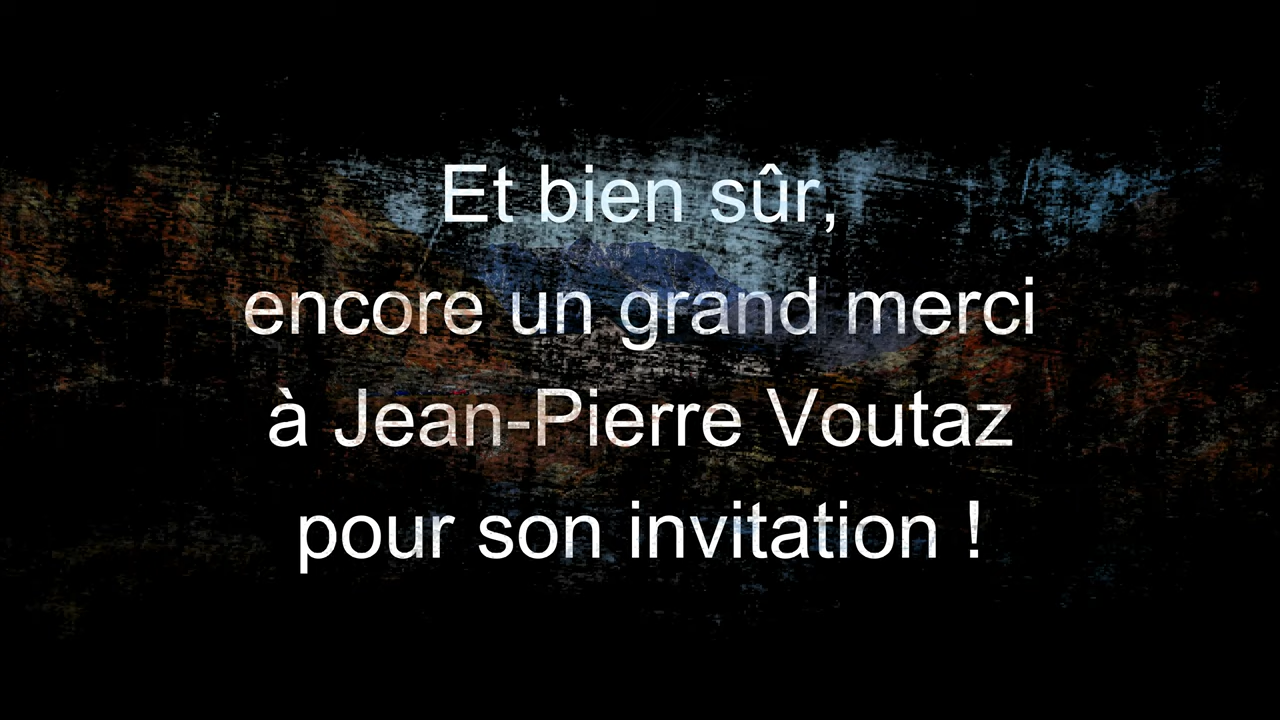 Et bien sûr,
encore un grand merci
à Jean-Pierre Voutaz
pour son invitation !